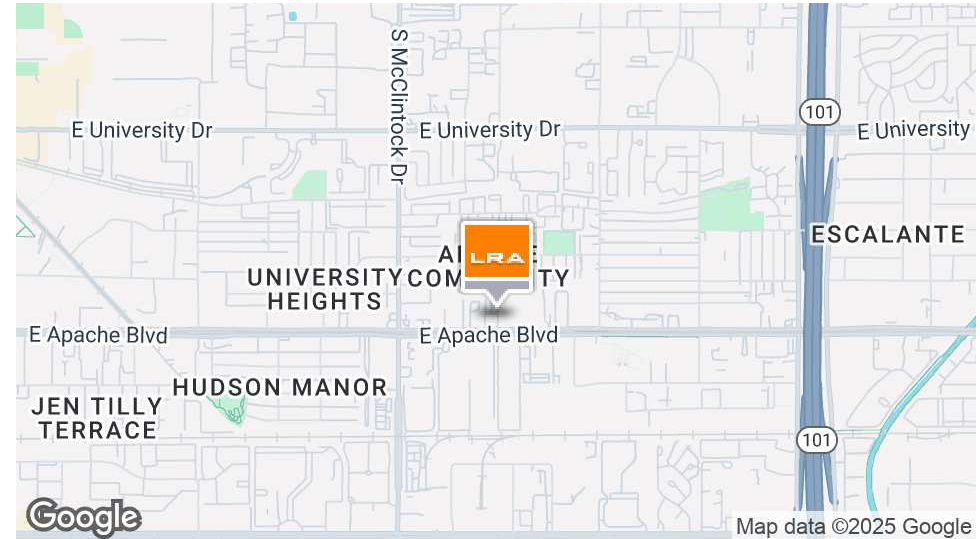 S McClintock Dr
101
E University Dr
E University Dr
E University
ESCALANTE
LRA
UNIVERSITY
HEIGHTS
E Apache Blvd
E Apache Blvd
HUDSON MANOR
JEN TILLY
TERRACE
101
Google
Map data ©2025 Google